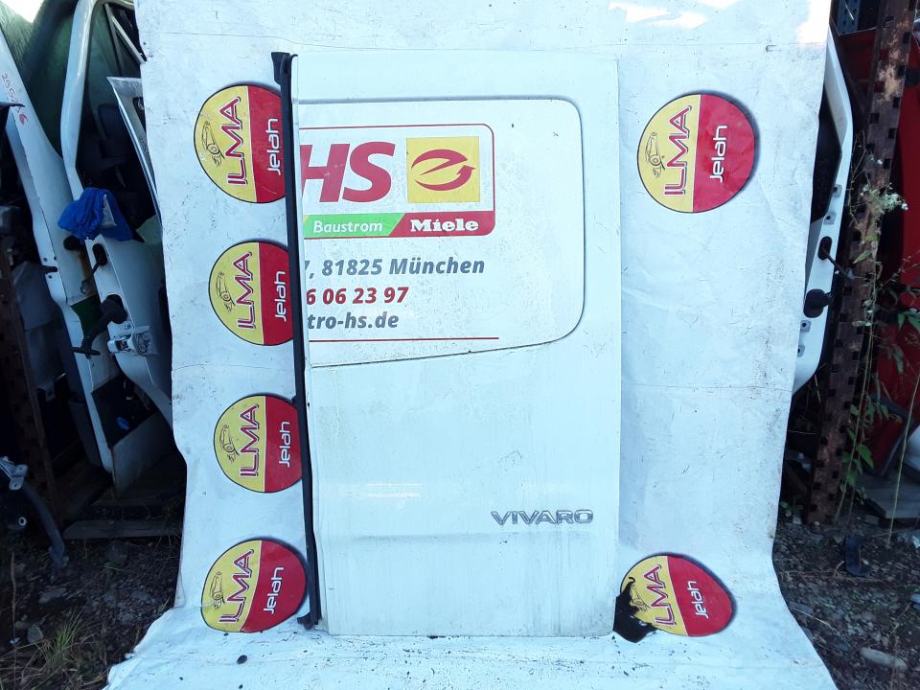 ILMA
Jelah
ILMA
Jelah
HS
Baustrom
Miele
, 81825 München
6 06 23 97
tro-hs.de
ILMA
Jelah
ILMA
Jelah
VIVARO
ILMA
Jelah
ILMA
Jelah